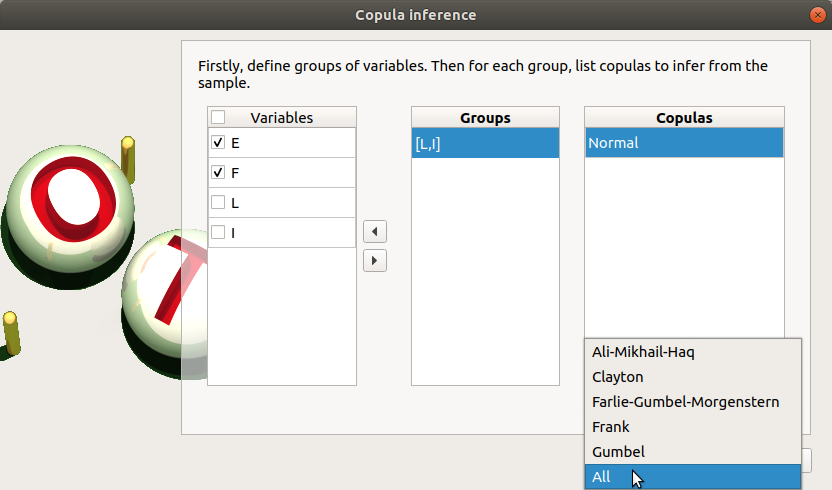 Copula inference
Firstly, define groups of variables. Then for each group, list copulas to infer from the
sample.
Variables
Groups
Copulas
E
F
L
I
[L,I]
Normal
Ali-Mikhail-Haq
Clayton
Farlie-Gumbel-Morgenstern
Frank
Gumbel
All